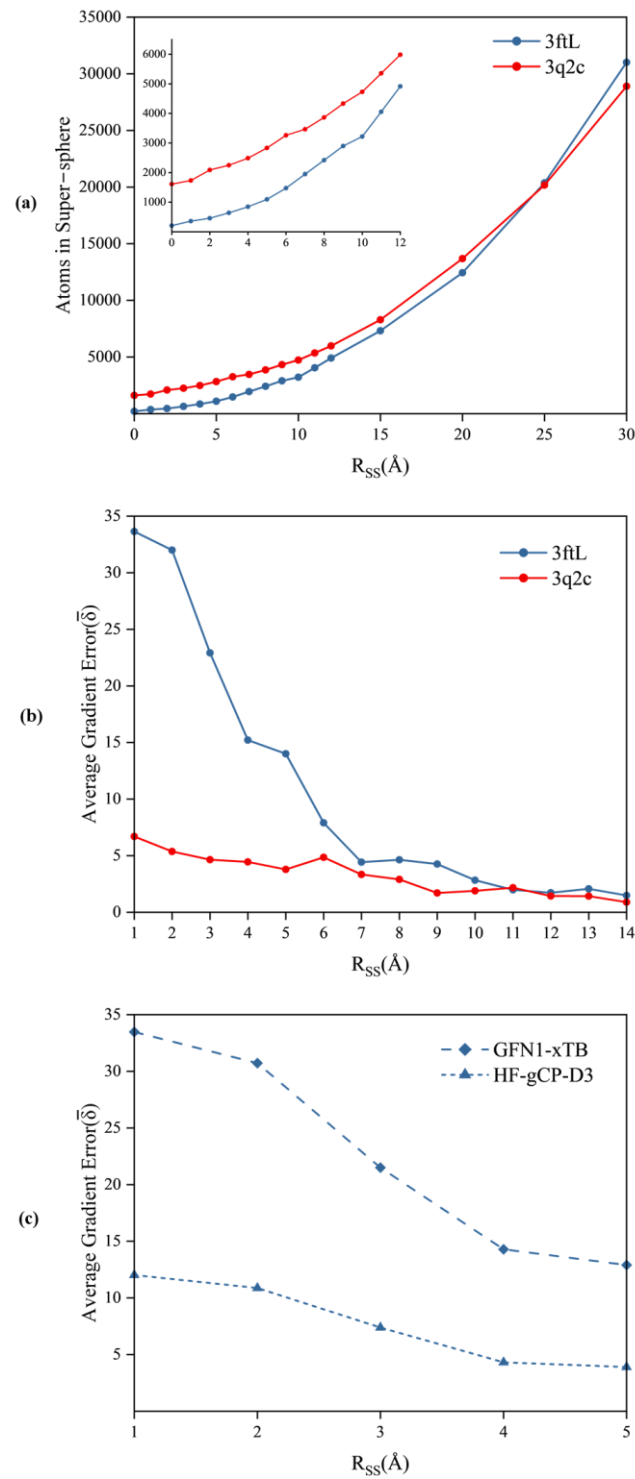 (a)
Atoms in Super-sphere
35000
30000
25000
20000
15000
10000
5000
0 5 10 15 20 25 30
R_SS(Å)
3ftL
3q2c
6000
5000
4000
3000
2000
1000
0 2 4 6 8 10 12
(b)
Average Gradient Error(δ̄)
35
30
25
20
15
10
5
0
1 2 3 4 5 6 7 8 9 10 11 12 13 14
R_SS(Å)
3ftL
3q2c
(c)
Average Gradient Error(δ̄)
35
30
25
20
15
10
5
1 2 3 4 5
R_SS(Å)
GFN1-xTB
HF-gCP-D3